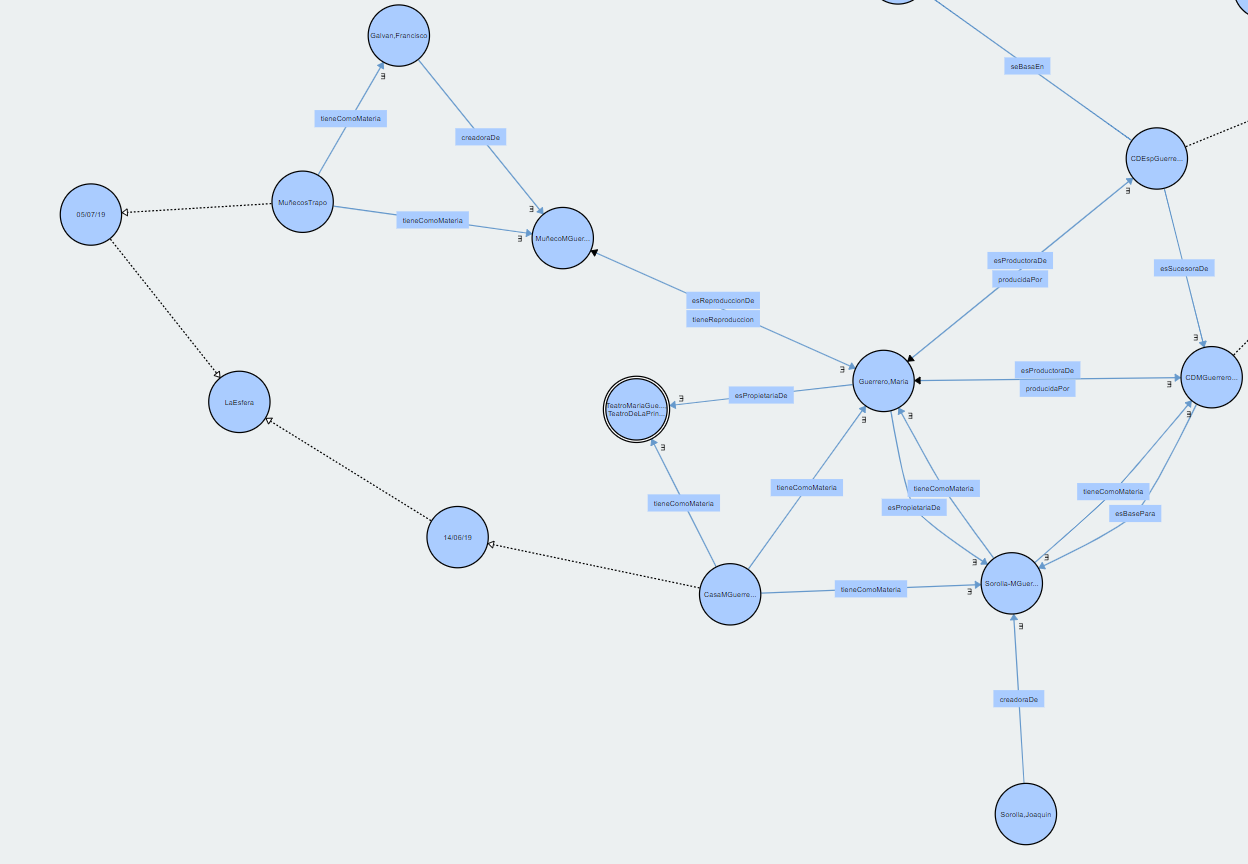 Galvan,Francisco
seBasaEn
∃
tieneComoMateria
creadoraDe
CDEspGuerre...
∃
MuñecosTrapo
∃
05/07/19
tieneComoMateria
∃
MuñecoMGuer...
esProductoraDe
esSucesoraDe
producidaPor
esReproduccionDe
tieneReproduccion
∃
∃
esProductoraDe
Guerrero,Maria
CDMGuerrero...
∃
producidaPor
esPropietariaDe
∃
LaEsfera
TeatroMariaGue...
TeatroDeLaPrin...
∃
∃
∃
∃
tieneComoMateria
tieneComoMateria
tieneComoMateria
tieneComoMateria
esPropietariaDe
esBasePara
14/06/19
∃
∃
Sorolla-MGuer...
tieneComoMateria
∃
CasaMGuerre...
∃
creadoraDe
Sorolla,Joaquin